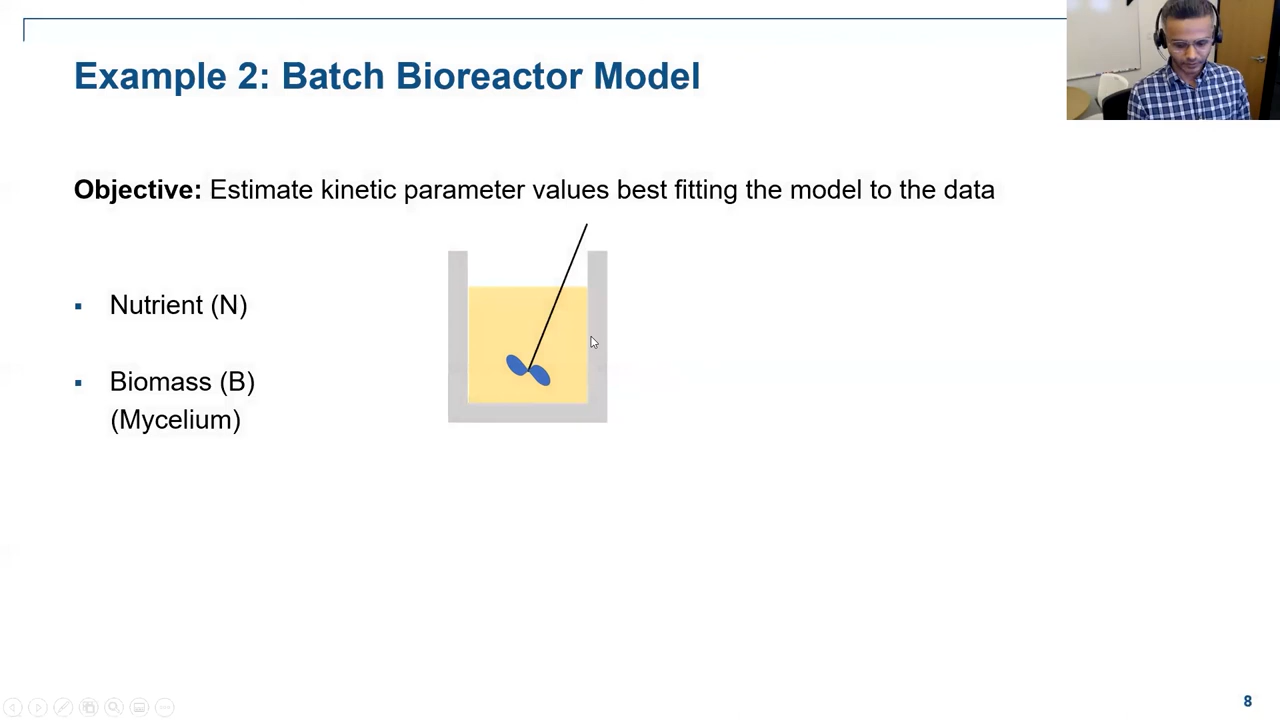 Example 2: Batch Bioreactor Model
Objective: Estimate kinetic parameter values best fitting the model to the data
Nutrient (N)
Biomass (B)
(Mycelium)
8